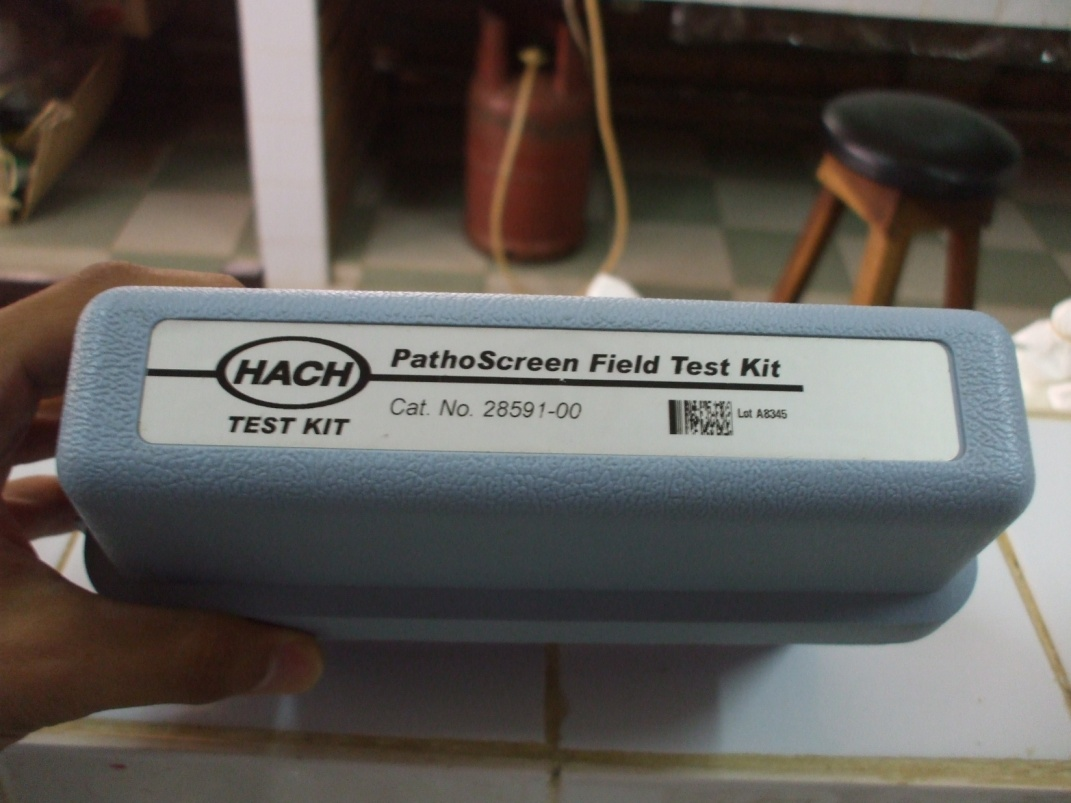 HACH
TEST KIT
PathoScreen Field Test Kit
Cat. No. 28591-00
Lot A8345